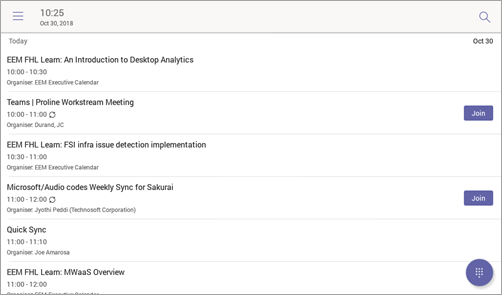 10:25
Oct 30, 2018
Today
Oct 30
EEM FHL Learn: An Introduction to Desktop Analytics
10:00 - 10:30
Organiser: EEM Executive Calendar
Teams | Proline Workstream Meeting
10:00 - 11:00
Organiser: Durand, JC
Join
EEM FHL Learn: FSI infra issue detection implementation
10:30 - 11:00
Organiser: EEM Executive Calendar
Microsoft/Audio codes Weekly Sync for Sakurai
11:00 - 12:00
Organiser: Jyothi Peddi (Technosoft Corporation)
Join
Quick Sync
11:00 - 11:10
Organiser: Joe Amarosa
EEM FHL Learn: MWaaS Overview
11:00 - 12:00
Organiser: EEM Executive Calendar